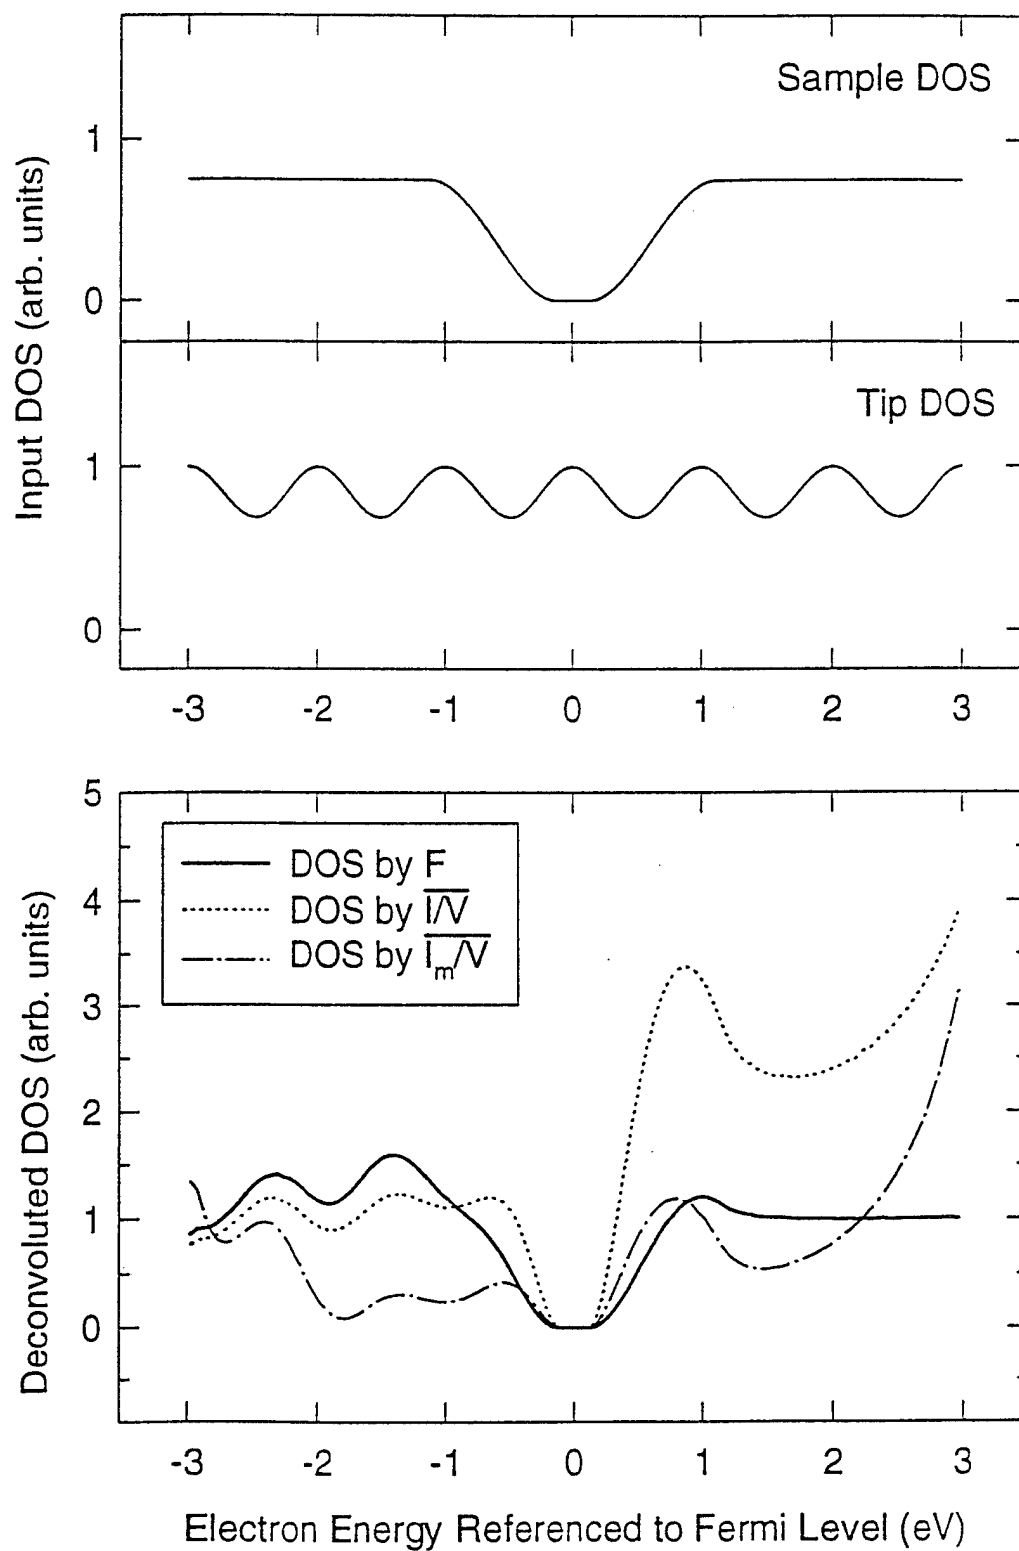 Sample DOS
1
0
Input DOS (arb. units)
Tip DOS
1
0
-3 -2 -1 0 1 2 3
5
4
3
2
1
0
Deconvoluted DOS (arb. units)
DOS by F
DOS by I/V
DOS by Im/V
-3 -2 -1 0 1 2 3
Electron Energy Referenced to Fermi Level (eV)